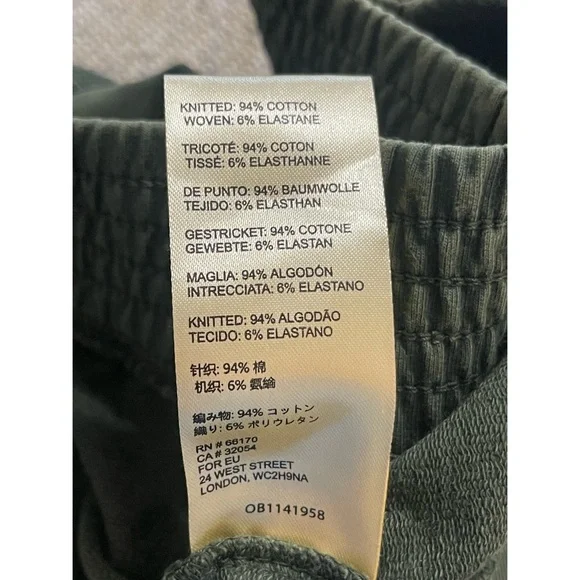 KNITTED: 94% COTTON
WOVEN: 6% ELASTANE
TRICOTÉ: 94% COTON
TISSÉ: 6% ELASTHANNE
DE PUNTO: 94% BAUMWOLLE
TEJIDO: 6% ELASTHAN
GESTRICKET: 94% COTONE
GEWEBTE: 6% ELASTAN
MAGLIA: 94% ALGODÓN
INTRECCIATA: 6% ELASTANO
KNITTED: 94% ALGODÃO
TECIDO: 6% ELASTANO
针织: 94% 棉
机织: 6% 氨綸
編み物: 94% コットン
織り: 6% ポリウレタン
RN # 66170
CA # 32054
FOR EU
24 WEST STREET
LONDON, WC2H9NA
OB1141958